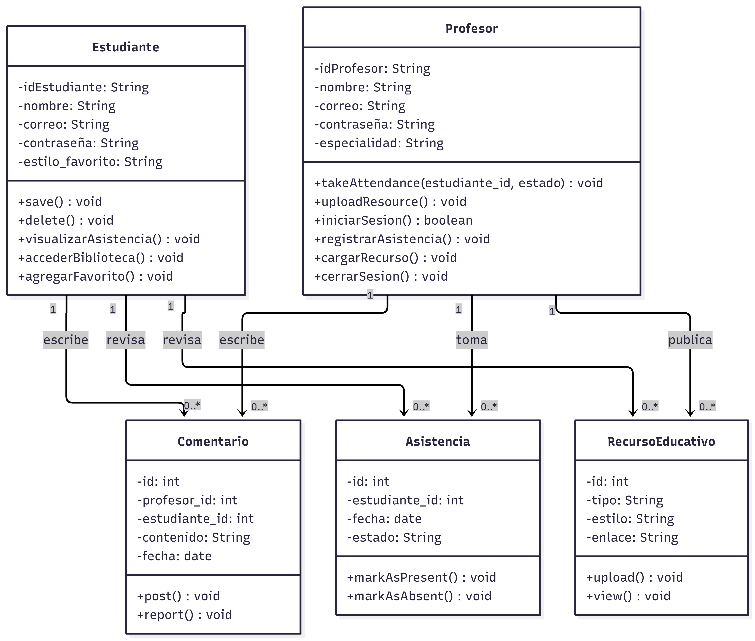 Estudiante
-idEstudiante: String
-nombre: String
-correo: String
-contraseña: String
-estilo_favorito: String
+save() : void
+delete() : void
+visualizarAsistencia() : void
+accederBiblioteca() : void
+agregarFavorito() : void
Profesor
-idProfesor: String
-nombre: String
-correo: String
-contraseña: String
-especialidad: String
+takeAttendance(estudiante_id, estado) : void
+uploadResource() : void
+iniciarSesion() : boolean
+registrarAsistencia() : void
+cargarRecurso() : void
+cerrarSesion() : void
1
1
1
1
1
1
escribe
revisa
revisa
escribe
toma
publica
0..*
0..*
0..*
0..*
0..*
0..*
Comentario
-id: int
-profesor_id: int
-estudiante_id: int
-contenido: String
-fecha: date
+post() : void
+report() : void
Asistencia
-id: int
-estudiante_id: int
-fecha: date
-estado: String
+markAsPresent() : void
+markAsAbsent() : void
RecursoEducativo
-id: int
-tipo: String
-estilo: String
-enlace: String
+upload() : void
+view() : void